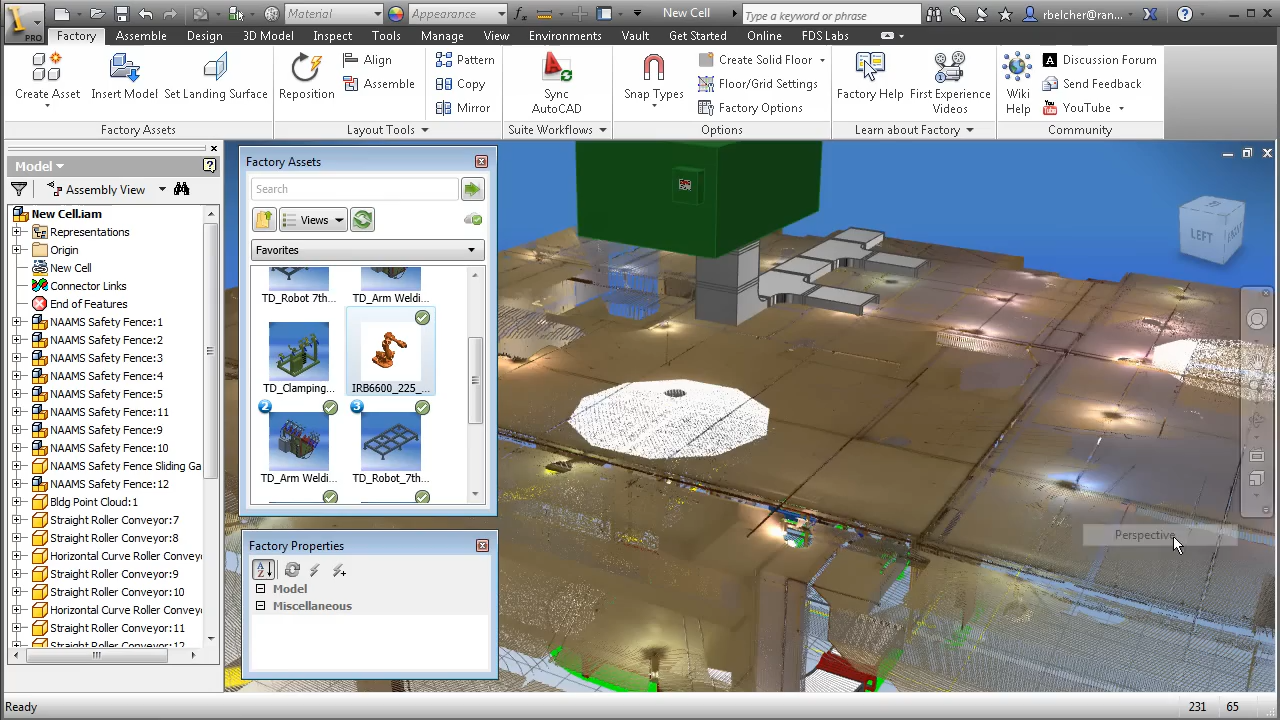 PRO
Material
Appearance
New Cell
Type a keyword or phrase
rbelcher@ran...
Factory
Assemble
Design
3D Model
Inspect
Tools
Manage
View
Environments
Vault
Get Started
Online
FDS Labs
Create Asset
Insert Model
Set Landing Surface
Reposition
Align
Assemble
Pattern
Copy
Mirror
Sync
AutoCAD
Snap Types
Create Solid Floor
Floor/Grid Settings
Factory Options
Factory Help
First Experience
Videos
Wiki
Help
Discussion Forum
Send Feedback
YouTube
Factory Assets
Layout Tools
Suite Workflows
Options
Learn about Factory
Community
Model
Assembly View
New Cell.iam
Representations
Origin
New Cell
Connector Links
End of Features
NAAMS Safety Fence:1
NAAMS Safety Fence:2
NAAMS Safety Fence:3
NAAMS Safety Fence:4
NAAMS Safety Fence:5
NAAMS Safety Fence:11
NAAMS Safety Fence:9
NAAMS Safety Fence:10
NAAMS Safety Fence Sliding Ga
NAAMS Safety Fence:12
Bldg Point Cloud:1
Straight Roller Conveyor:7
Straight Roller Conveyor:8
Horizontal Curve Roller Convey
Straight Roller Conveyor:9
Straight Roller Conveyor:10
Horizontal Curve Roller Convey
Straight Roller Conveyor:11
Straight Roller Conveyor:12
Factory Assets
Search
Views
Favorites
TD_Robot 7th...
TD_Arm Weldi...
TD_Clamping...
IRB6600_225_...
2
3
TD_Arm Weldi...
TD_Robot_7th...
Factory Properties
Model
Miscellaneous
LEFT
Perspective
Ready
231
65